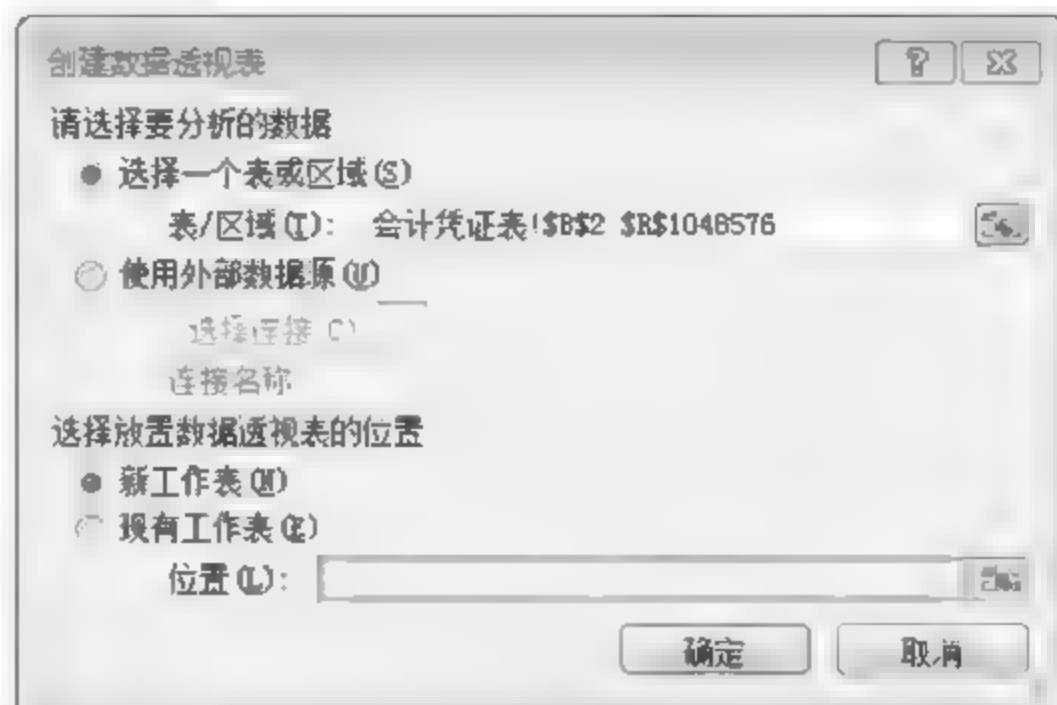 创建数据透视表
请选择要分析的数据
选择一个表或区域(S)
表/区域(T): 会计凭证表!$B$2 $R$1048576
使用外部数据源(U)
选择连接(C)
连接名称
选择放置数据透视表的位置
新工作表(N)
现有工作表(E)
位置(L):
确定 取消